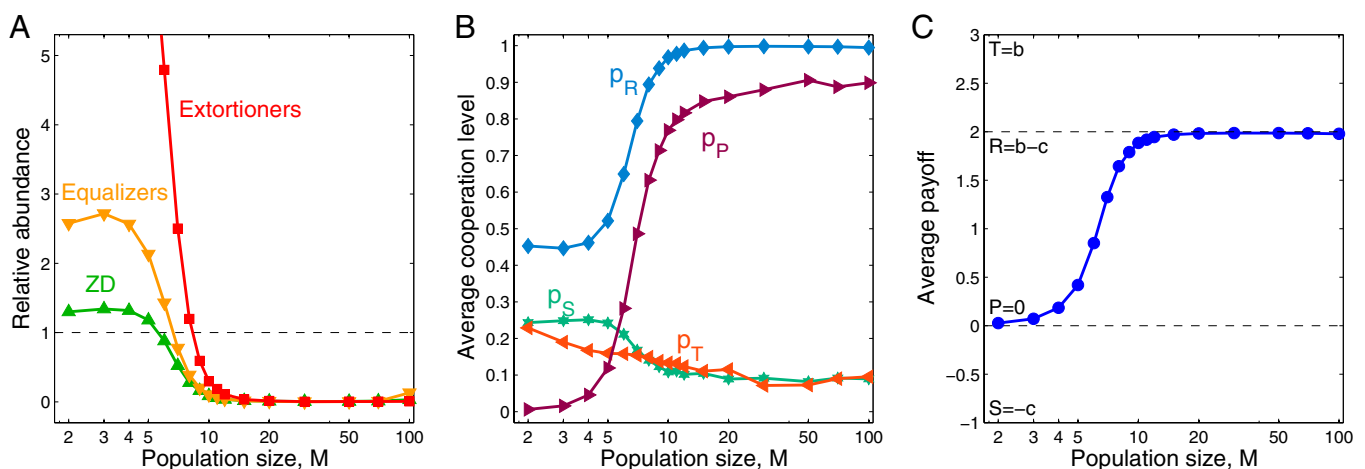 A
Relative abundance
5
4
3
2
1
0
Extortioners
Equalizers
ZD
2 3 4 5 10 20 50 100
Population size, M
B
Average cooperation level
1
0.9
0.8
0.7
0.6
0.5
0.4
0.3
0.2
0.1
0
pR
pP
pS
pT
2 3 4 5 10 20 50 100
Population size, M
C
Average payoff
3
2.5
2
1.5
1
0.5
0
−0.5
−1
T=b
R=b−c
P=0
S=−c
2 3 4 5 10 20 50 100
Population size, M